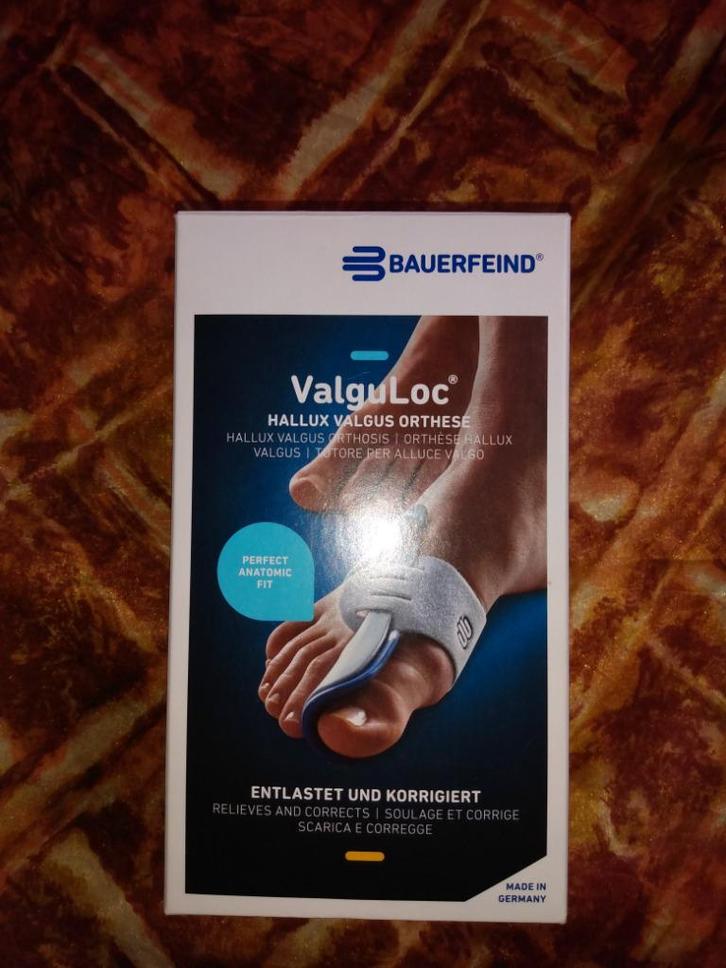 BAUERFEIND®
ValguLoc®
HALLUX VALGUS ORTHESE
HALLUX VALGUS ORTHOSIS | ORTHÈSE HALLUX
VALGUS | TUTORE PER ALLUCE VALGO
PERFECT
ANATOMIC
FIT
ENTLASTET UND KORRIGIERT
RELIEVES AND CORRECTS | SOULAGE ET CORRIGE
SCARICA E CORREGGE
MADE IN
GERMANY